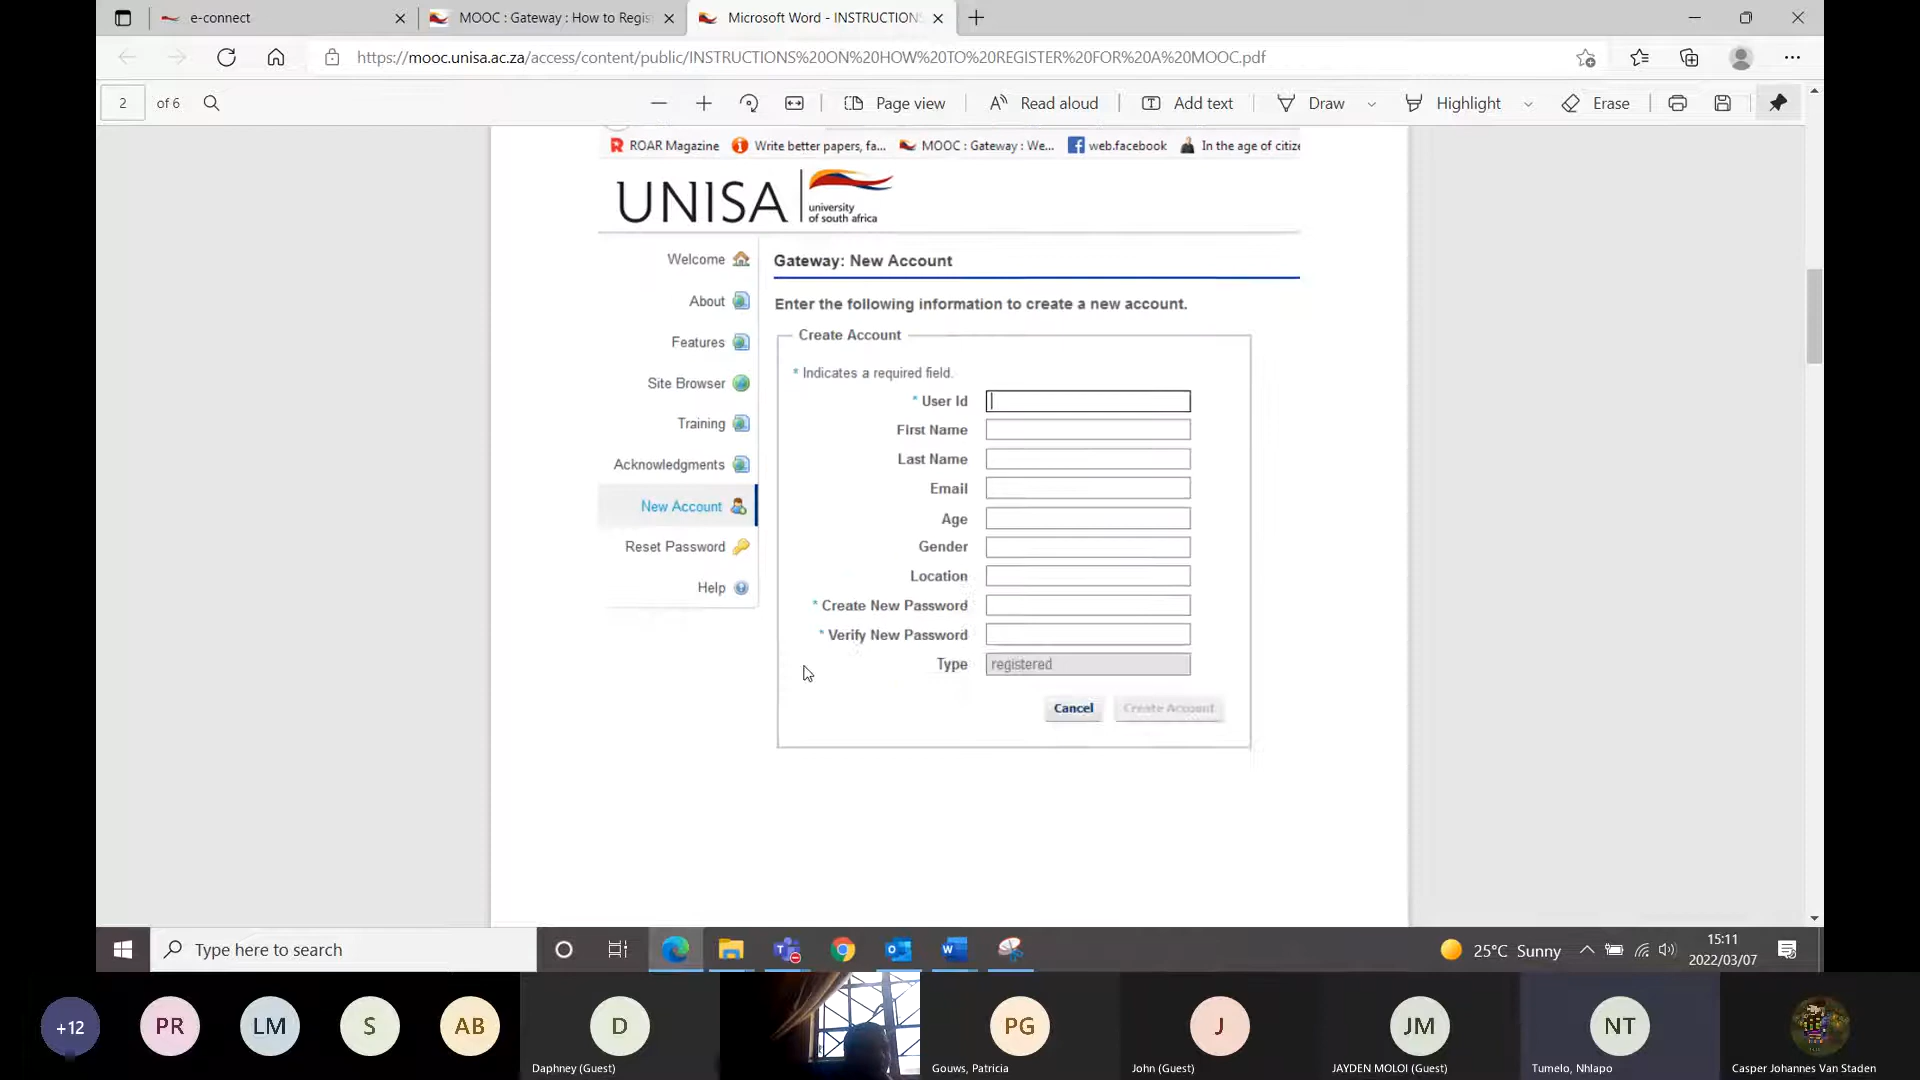 e-connect
MOOC : Gateway : How to Regis
Microsoft Word - INSTRUCTION
https://mooc.unisa.ac.za/access/content/public/INSTRUCTIONS%20ON%20HOW%20TO%20REGISTER%20FOR%20A%20MOOC.pdf
2 of 6
Page view
Read aloud
Add text
Draw
Highlight
Erase
ROAR Magazine
Write better papers, fa...
MOOC : Gateway : We...
web.facebook
In the age of citize
UNISA
university
of south africa
Welcome
About
Features
Site Browser
Training
Acknowledgments
New Account
Reset Password
Help
Gateway: New Account
Enter the following information to create a new account.
Create Account
* Indicates a required field.
* User Id
First Name
Last Name
Email
Age
Gender
Location
* Create New Password
* Verify New Password
Type registered
Cancel
Create Account
Type here to search
25°C Sunny
15:11
2022/03/07
+12
PR
LM
S
AB
D
Daphney (Guest)
PG
Gouws, Patricia
J
John (Guest)
JM
JAYDEN MOLOI (Guest)
NT
Tumelo, Nhlapo
Casper Johannes Van Staden